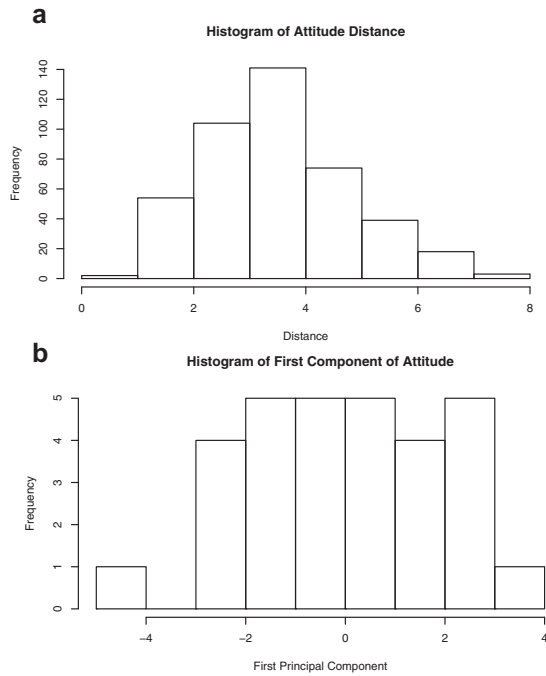 a
Histogram of Attitude Distance
Frequency
140
120
100
80
60
40
20
0
0 2 4 6 8
Distance
b
Histogram of First Component of Attitude
Frequency
5
4
3
2
1
0
−4 −2 0 2 4
First Principal Component